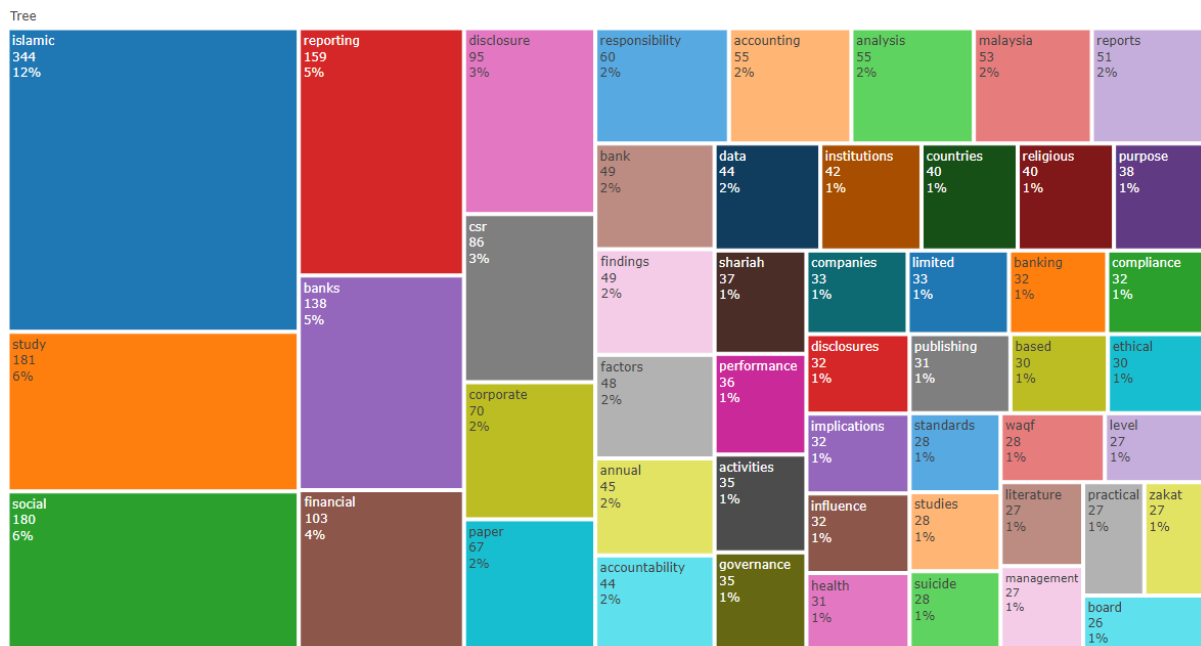 Tree
islamic
344
12%
study
181
6%
social
180
6%
reporting
159
5%
banks
138
5%
financial
103
4%
disclosure
95
3%
csr
86
3%
corporate
70
2%
paper
67
2%
responsibility
60
2%
accounting
55
2%
analysis
55
2%
malaysia
53
2%
reports
51
2%
bank
49
2%
findings
49
2%
factors
48
2%
annual
45
2%
accountability
44
2%
data
44
2%
institutions
42
1%
countries
40
1%
religious
40
1%
purpose
38
1%
shariah
37
1%
performance
36
1%
activities
35
1%
governance
35
1%
companies
33
1%
limited
33
1%
banking
32
1%
compliance
32
1%
disclosures
32
1%
implications
32
1%
influence
32
1%
health
31
1%
publishing
31
1%
based
30
1%
ethical
30
1%
standards
28
1%
studies
28
1%
suicide
28
1%
waqf
28
1%
level
27
1%
literature
27
1%
management
27
1%
practical
27
1%
zakat
27
1%
board
26
1%